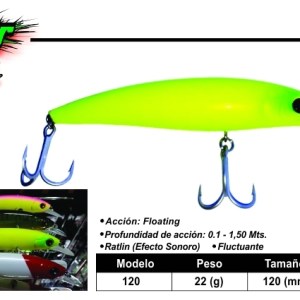 •Acción: Floating
•Profundidad de acción: 0.1 - 1,50 Mts.
•Ratlin (Efecto Sonoro) •Fluctuante
Modelo Peso Tamaño
120 22 (g) 120 (mm